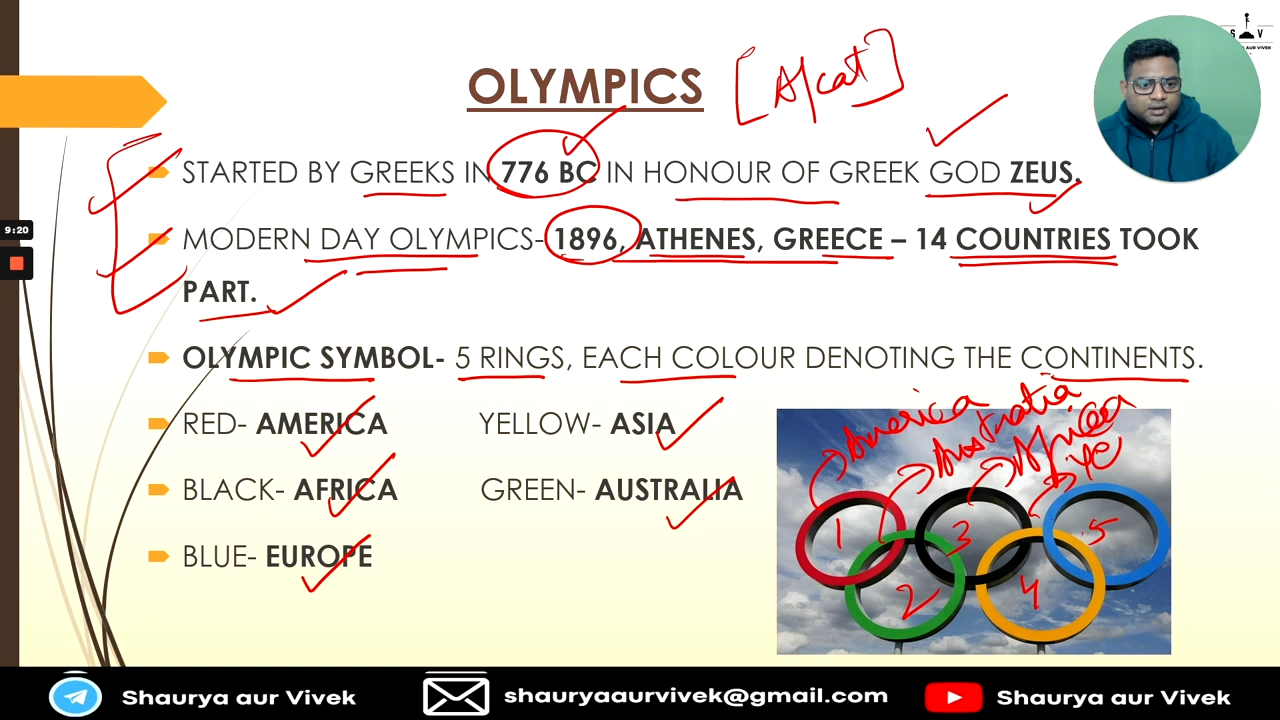 S V
AUR VIVEK
OLYMPICS
[Afcat]
STARTED BY GREEKS IN 776 BC IN HONOUR OF GREEK GOD ZEUS.
9:20
MODERN DAY OLYMPICS- 1896, ATHENES, GREECE – 14 COUNTRIES TOOK
PART.
OLYMPIC SYMBOL- 5 RINGS, EACH COLOUR DENOTING THE CONTINENTS.
RED- AMERICA YELLOW- ASIA
BLACK- AFRICA GREEN- AUSTRALIA
BLUE- EUROPE
America
Australia
Africa
1 3 5
2 4
Shaurya aur Vivek shauryaaurvivek@gmail.com Shaurya aur Vivek